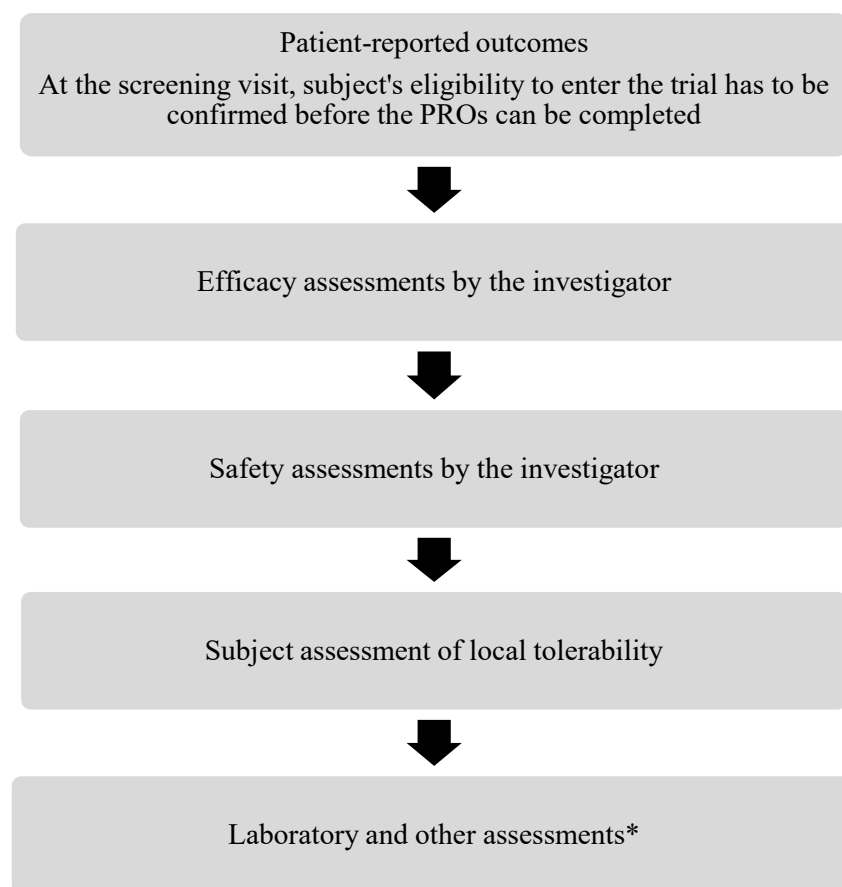 Patient-reported outcomes
At the screening visit, subject's eligibility to enter the trial has to be
confirmed before the PROs can be completed
Efficacy assessments by the investigator
Safety assessments by the investigator
Subject assessment of local tolerability
Laboratory and other assessments*